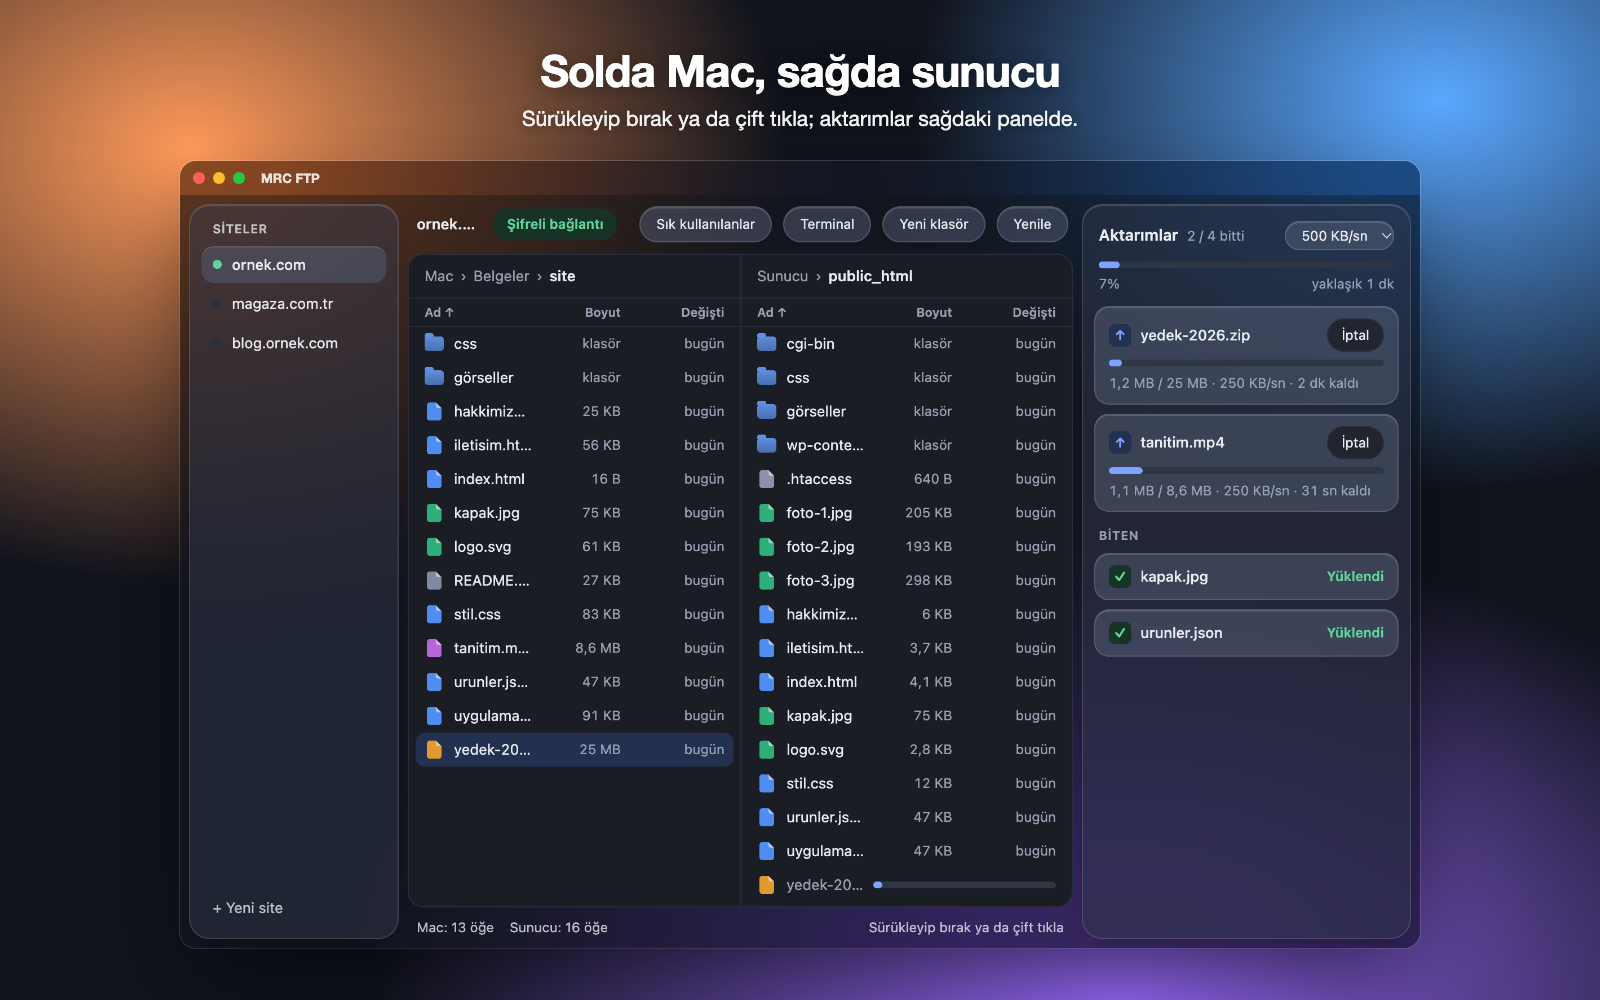 Solda Mac, sağda sunucu
Sürükleyip bırak ya da çift tıkla; aktarımlar sağdaki panelde.
MRC FTP
SİTELER
ornek.com
magaza.com.tr
blog.ornek.com
+ Yeni site
ornek.... Şifreli bağlantı Sık kullanılanlar Terminal Yeni klasör Yenile
Mac › Belgeler › site
Ad ↑ Boyut Değişti
css klasör bugün
görseller klasör bugün
hakkimiz... 25 KB bugün
iletisim.ht... 56 KB bugün
index.html 16 B bugün
kapak.jpg 75 KB bugün
logo.svg 61 KB bugün
README.... 27 KB bugün
stil.css 83 KB bugün
tanitim.m... 8,6 MB bugün
urunler.js... 47 KB bugün
uygulama... 91 KB bugün
yedek-20... 25 MB bugün
Sunucu › public_html
Ad ↑ Boyut Değişti
cgi-bin klasör bugün
css klasör bugün
görseller klasör bugün
wp-conte... klasör bugün
.htaccess 640 B bugün
foto-1.jpg 205 KB bugün
foto-2.jpg 193 KB bugün
foto-3.jpg 298 KB bugün
hakkimiz... 6 KB bugün
iletisim.ht... 3,7 KB bugün
index.html 4,1 KB bugün
kapak.jpg 75 KB bugün
logo.svg 2,8 KB bugün
stil.css 12 KB bugün
urunler.js... 47 KB bugün
uygulama... 47 KB bugün
yedek-20...
Mac: 13 öğe Sunucu: 16 öğe Sürükleyip bırak ya da çift tıkla
Aktarımlar 2 / 4 bitti 500 KB/sn
7% yaklaşık 1 dk
yedek-2026.zip İptal
1,2 MB / 25 MB · 250 KB/sn · 2 dk kaldı
tanitim.mp4 İptal
1,1 MB / 8,6 MB · 250 KB/sn · 31 sn kaldı
BİTEN
kapak.jpg Yüklendi
urunler.json Yüklendi